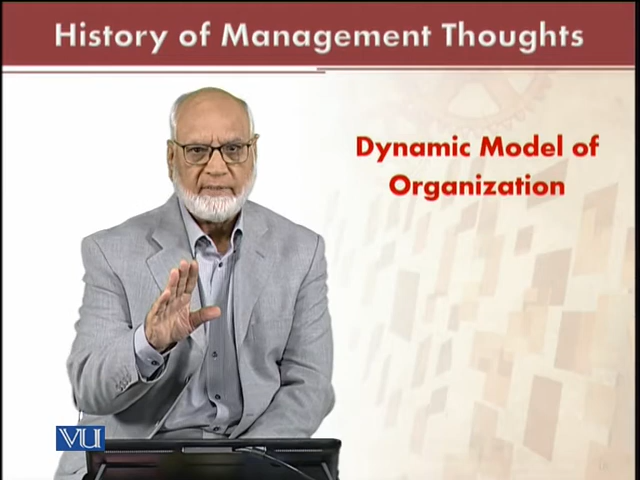 History of Management Thoughts
Dynamic Model of
Organization
VU